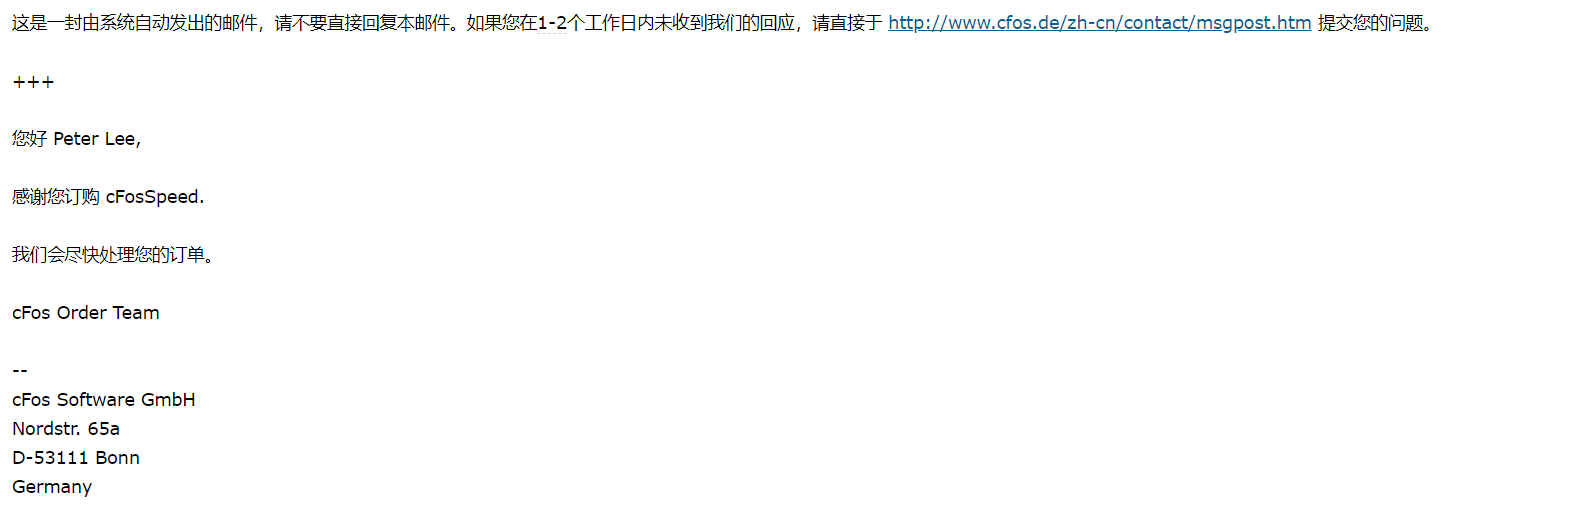 这是一封由系统自动发出的邮件，请不要直接回复本邮件。如果您在1-2个工作日内未收到我们的回应，请直接于 http://www.cfos.de/zh-cn/contact/msgpost.htm 提交您的问题。
+++
您好 Peter Lee,
感谢您订购 cFosSpeed.
我们会尽快处理您的订单。
cFos Order Team
--
cFos Software GmbH
Nordstr. 65a
D-53111 Bonn
Germany